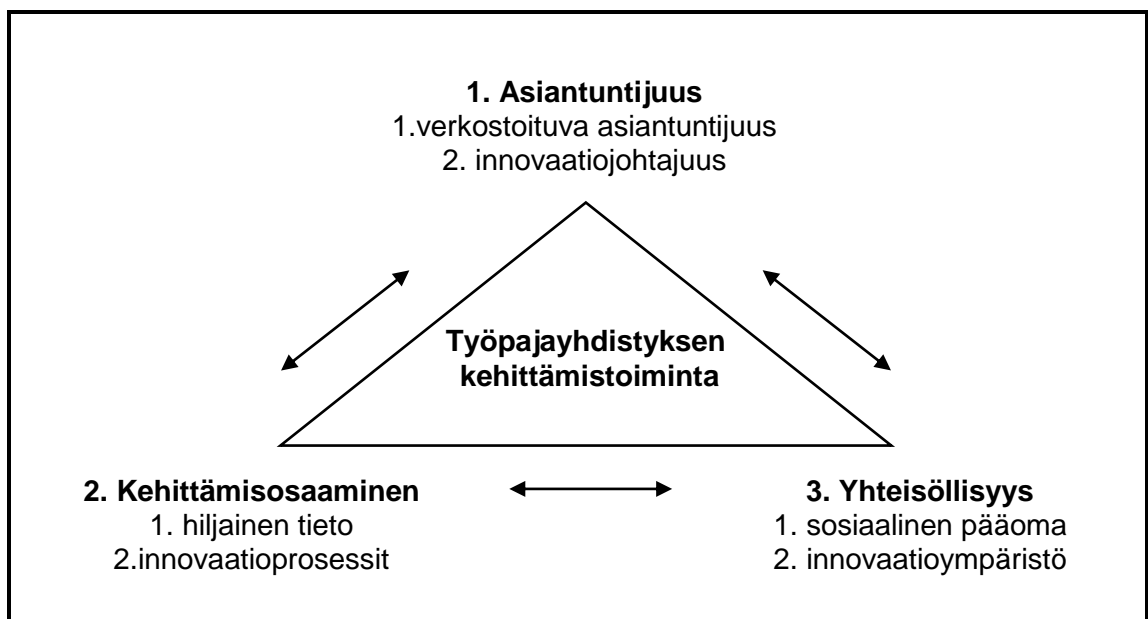 1. Asiantuntijuus
1.verkostoituva asiantuntijuus
2. innovaatiojohtajuus
Työpajayhdistyksen
kehittämistoiminta
2. Kehittämisosaaminen
1. hiljainen tieto
2.innovaatioprosessit
3. Yhteisöllisyys
1. sosiaalinen pääoma
2. innovaatioympäristö